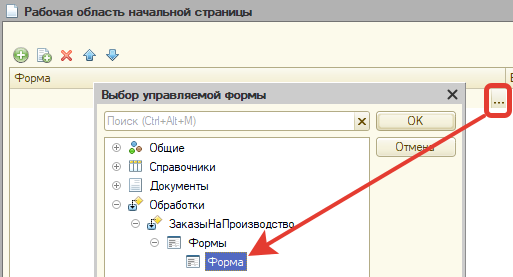 Рабочая область начальной страницы
Форма
...
Выбор управляемой формы
Поиск (Ctrl+Alt+M)
OK
Отмена
Общие
Справочники
Документы
Обработки
ЗаказыНаПроизводство
Формы
Форма